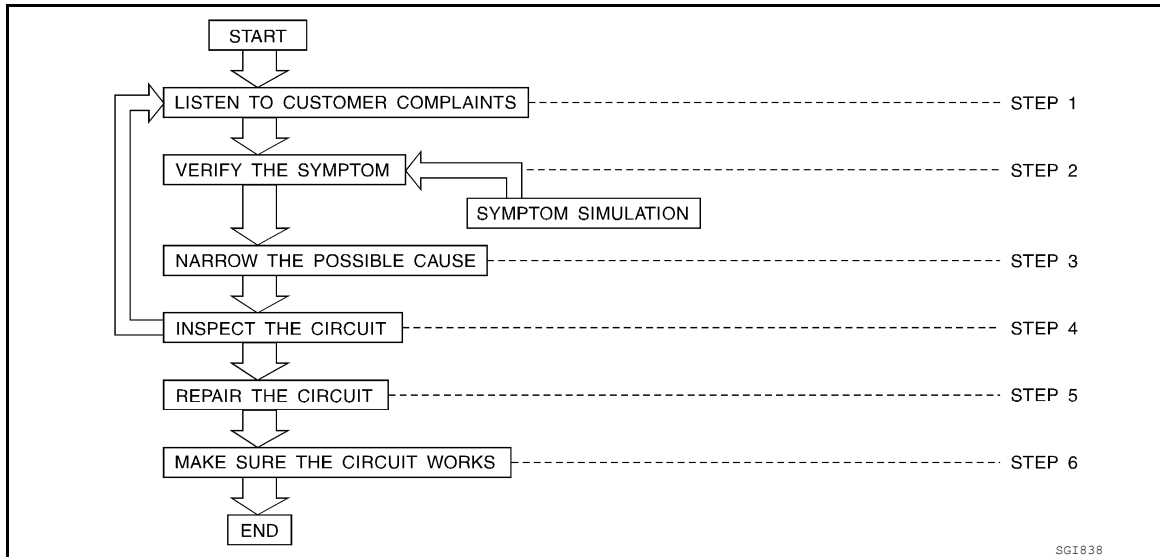 START
LISTEN TO CUSTOMER COMPLAINTS STEP 1
VERIFY THE SYMPTOM STEP 2
SYMPTOM SIMULATION
NARROW THE POSSIBLE CAUSE STEP 3
INSPECT THE CIRCUIT STEP 4
REPAIR THE CIRCUIT STEP 5
MAKE SURE THE CIRCUIT WORKS STEP 6
END
SGI838